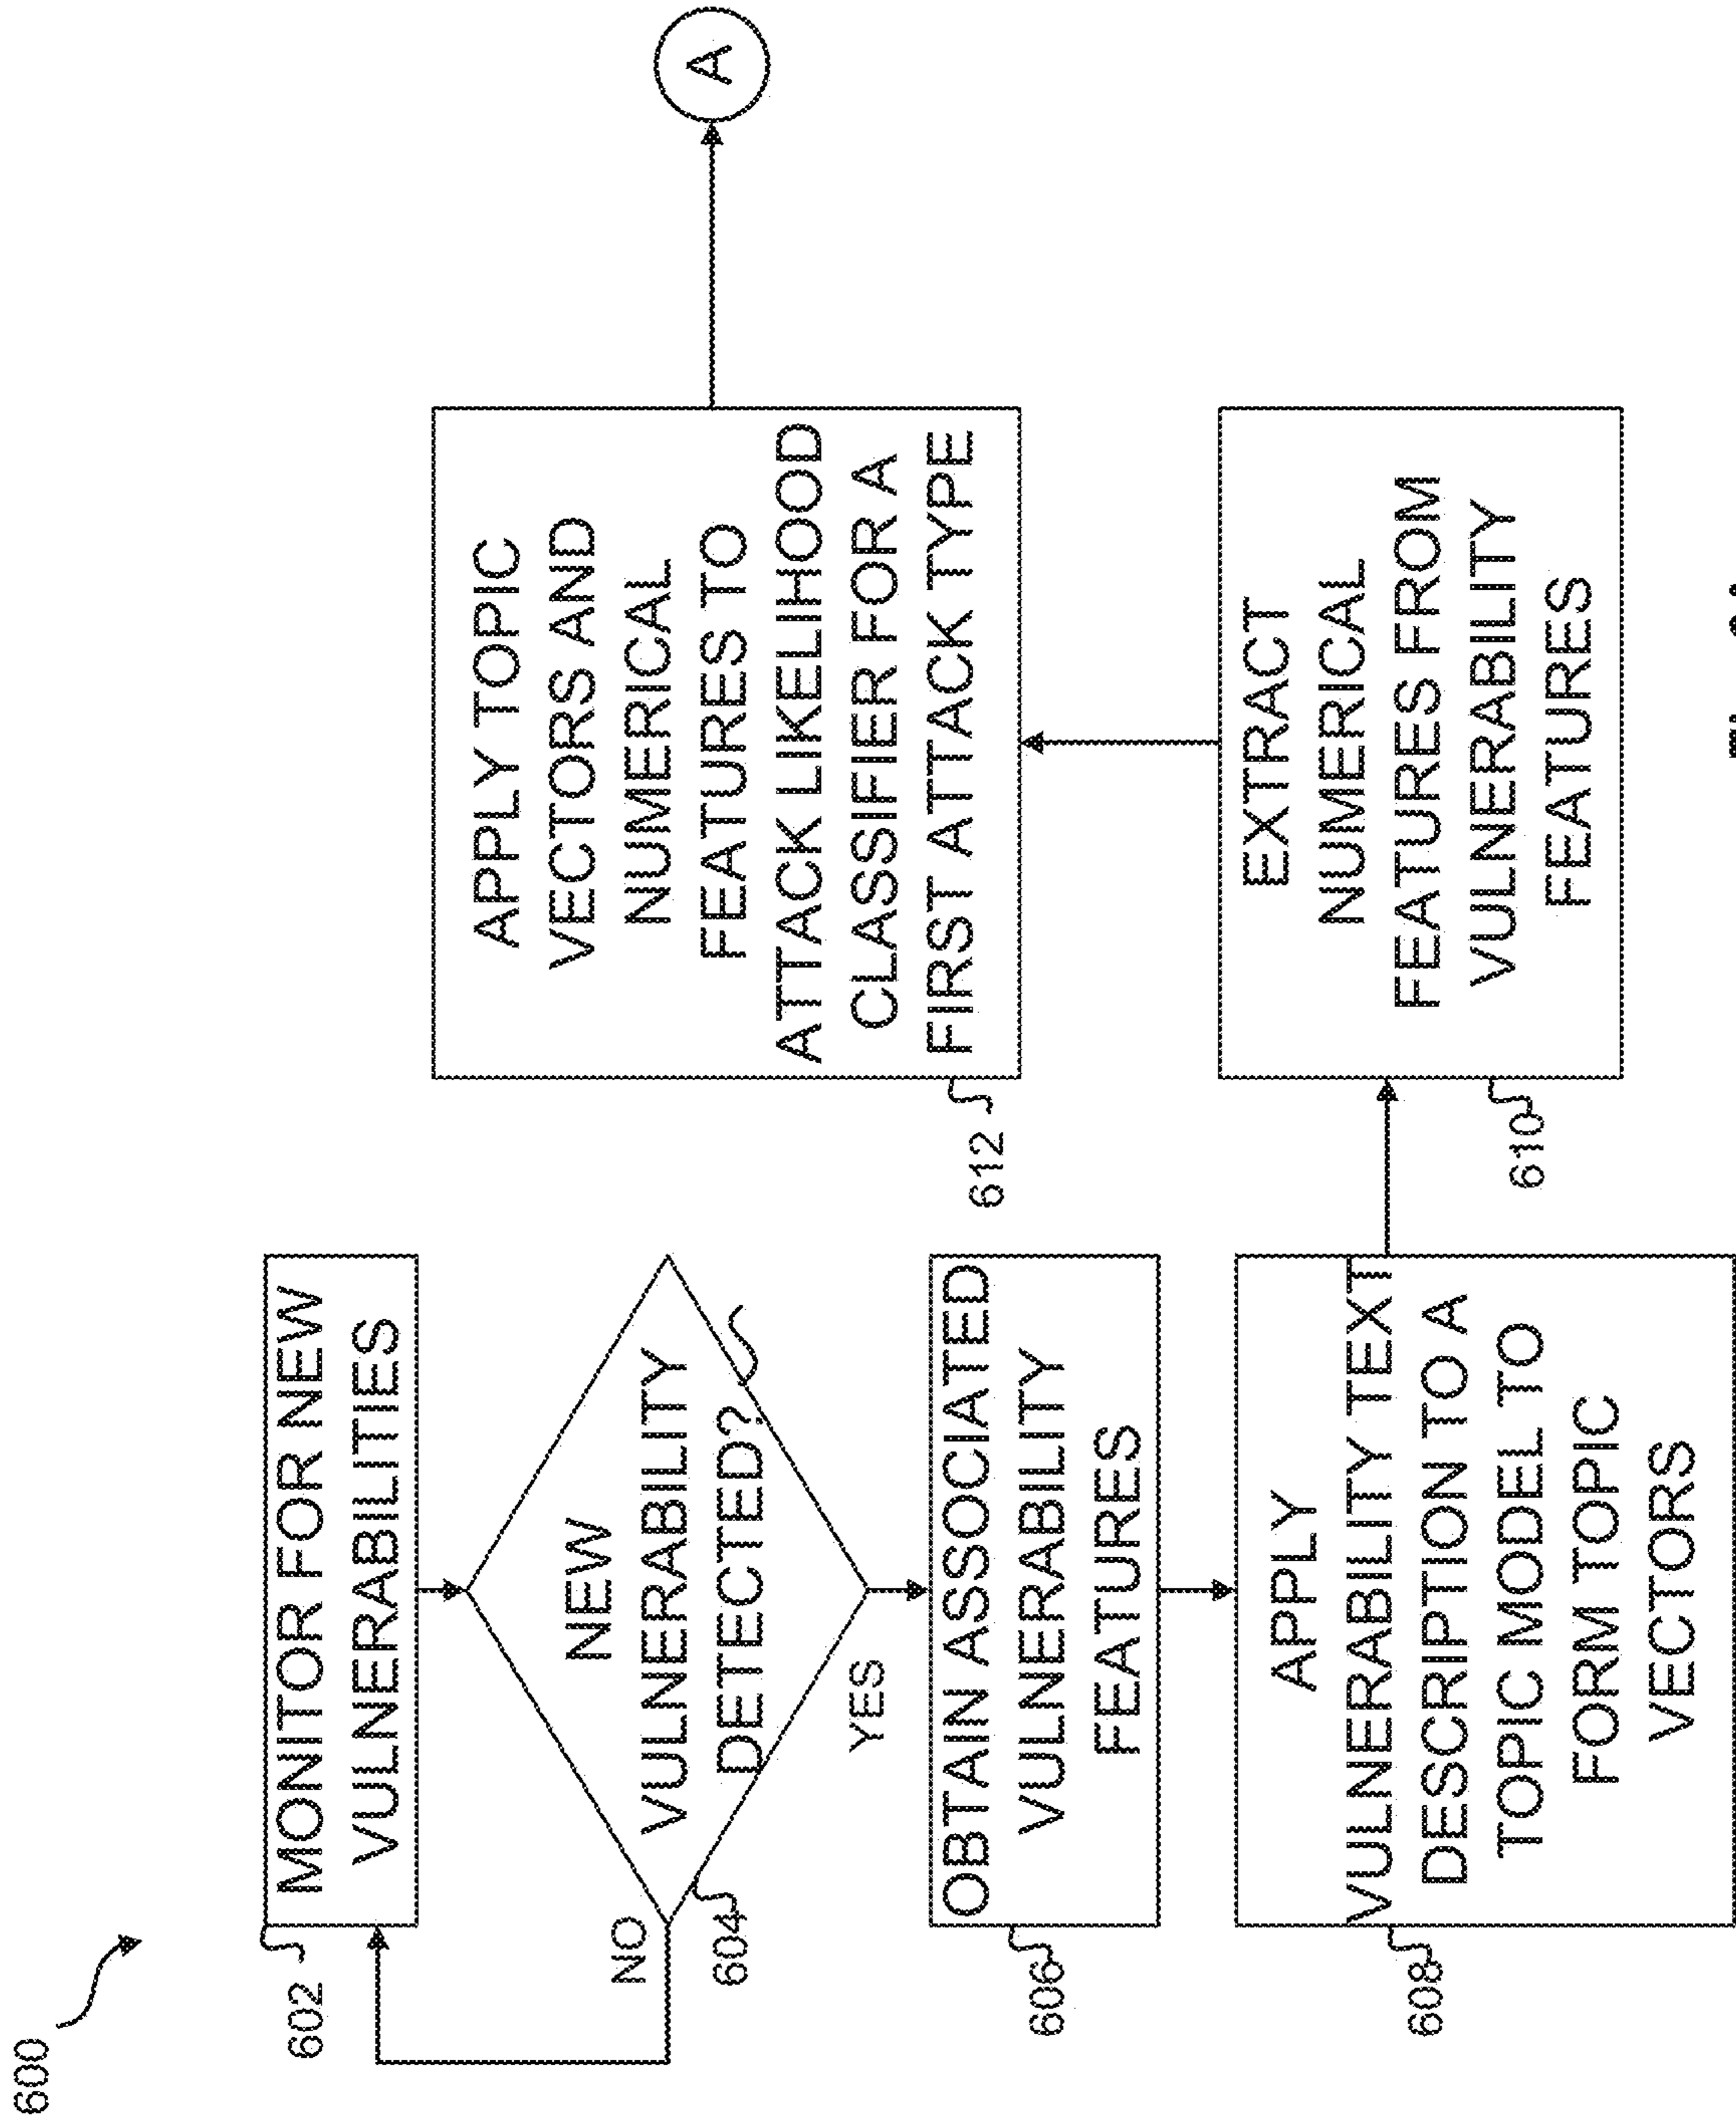 600
602
MONITOR FOR NEW
VULNERABILITIES
NO
604
NEW
VULNERABILITY
DETECTED?
YES
606
OBTAIN ASSOCIATED
VULNERABILITY
FEATURES
608
APPLY
VULNERABILITY TEXT
DESCRIPTION TO A
TOPIC MODEL TO
FORM TOPIC
VECTORS
610
EXTRACT
NUMERICAL
FEATURES FROM
VULNERABILITY
FEATURES
612
APPLY TOPIC
VECTORS AND
NUMERICAL
FEATURES TO
ATTACK LIKELIHOOD
CLASSIFIER FOR A
FIRST ATTACK TYPE
A